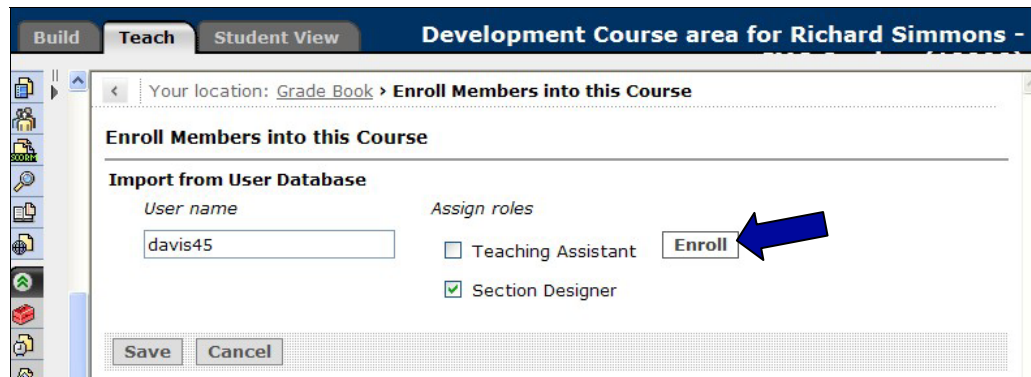 Build Teach Student View Development Course area for Richard Simmons -
Your location: Grade Book › Enroll Members into this Course
Enroll Members into this Course
Import from User Database
User name Assign roles
davis45 Teaching Assistant Enroll
Section Designer
Save Cancel
SCORM